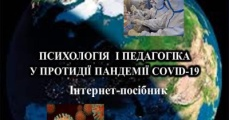 ПСИХОЛОГІЯ І ПЕДАГОГІКА
У ПРОТИДІЇ ПАНДЕМІЇ COVID-19
Інтернет-посібник